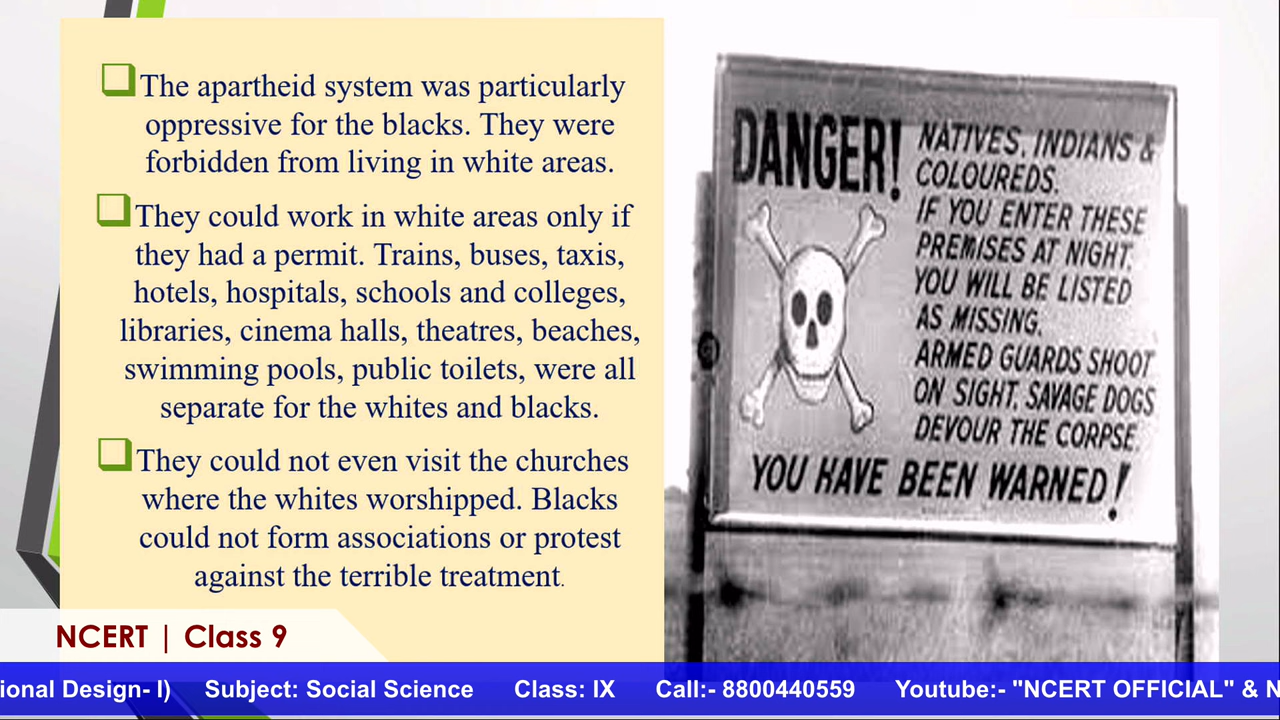 The apartheid system was particularly
oppressive for the blacks. They were
forbidden from living in white areas.
They could work in white areas only if
they had a permit. Trains, buses, taxis,
hotels, hospitals, schools and colleges,
libraries, cinema halls, theatres, beaches,
swimming pools, public toilets, were all
separate for the whites and blacks.
They could not even visit the churches
where the whites worshipped. Blacks
could not form associations or protest
against the terrible treatment.
DANGER!
NATIVES, INDIANS &
COLOUREDS.
IF YOU ENTER THESE
PREMISES AT NIGHT,
YOU WILL BE LISTED
AS MISSING.
ARMED GUARDS SHOOT
ON SIGHT. SAVAGE DOGS
DEVOUR THE CORPSE.
YOU HAVE BEEN WARNED!
NCERT | Class 9
ional Design- I) Subject: Social Science Class: IX Call:- 8800440559 Youtube:- "NCERT OFFICIAL" & N